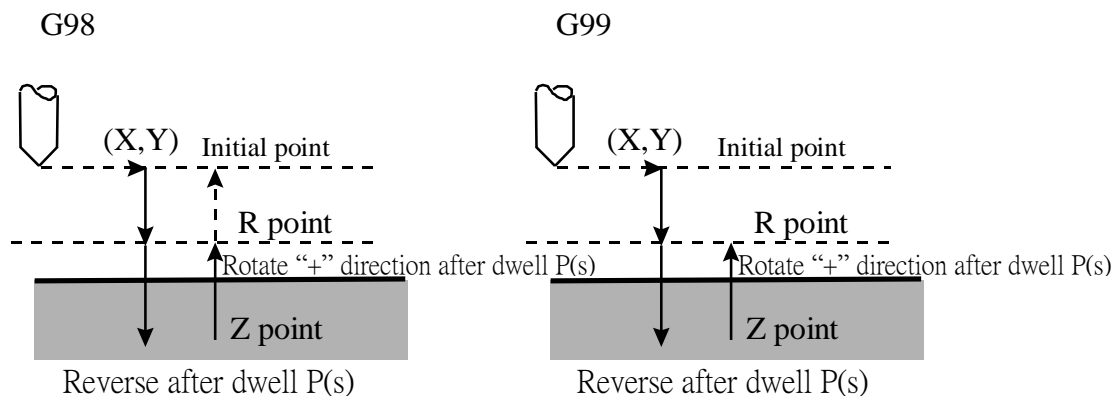 G98
(X,Y)
Initial point
R point
Rotate “+” direction after dwell P(s)
Z point
Reverse after dwell P(s)
G99
(X,Y)
Initial point
R point
Rotate “+” direction after dwell P(s)
Z point
Reverse after dwell P(s)